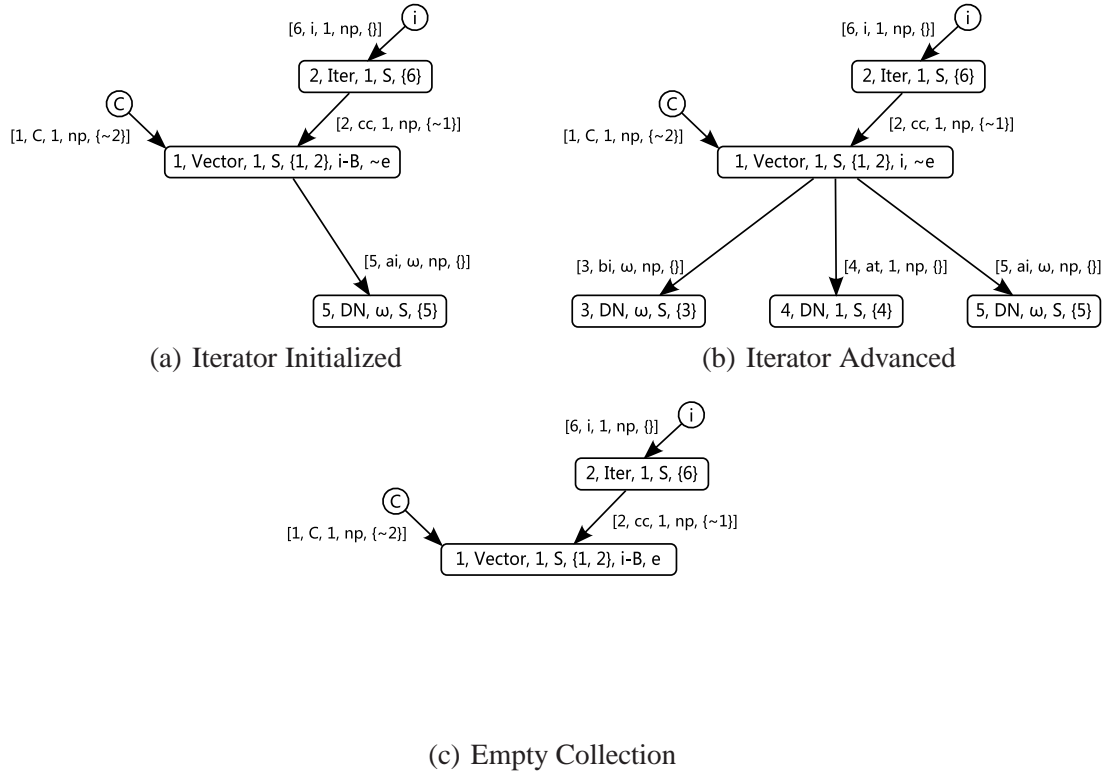 i
[6, i, 1, np, {}]
2, Iter, 1, S, {6}
C
[2, cc, 1, np, {~1}]
[1, C, 1, np, {~2}]
1, Vector, 1, S, {1, 2}, i-B, ~e
[5, ai, ω, np, {}]
5, DN, ω, S, {5}
(a) Iterator Initialized
i
[6, i, 1, np, {}]
2, Iter, 1, S, {6}
C
[2, cc, 1, np, {~1}]
[1, C, 1, np, {~2}]
1, Vector, 1, S, {1, 2}, i, ~e
[3, bi, ω, np, {}]
[4, at, 1, np, {}]
[5, ai, ω, np, {}]
3, DN, ω, S, {3}
4, DN, 1, S, {4}
5, DN, ω, S, {5}
(b) Iterator Advanced
i
[6, i, 1, np, {}]
2, Iter, 1, S, {6}
C
[2, cc, 1, np, {~1}]
[1, C, 1, np, {~2}]
1, Vector, 1, S, {1, 2}, i-B, e
(c) Empty Collection